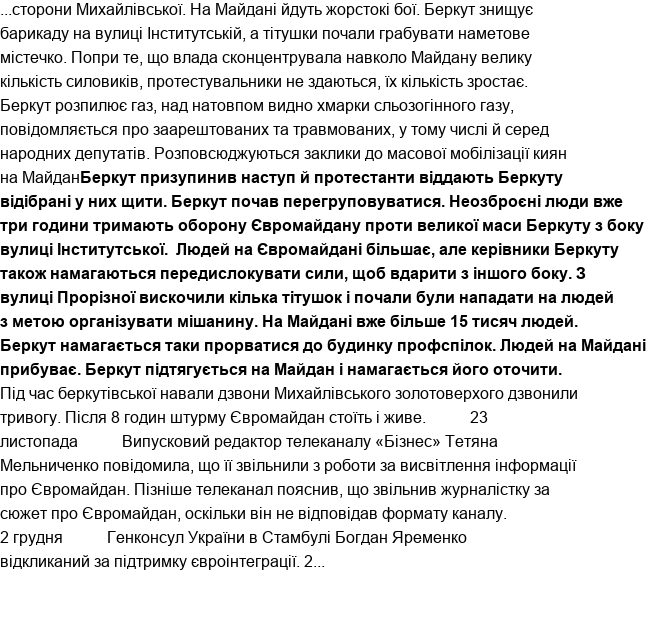 ...сторони Михайлівської. На Майдані йдуть жорстокі бої. Беркут знищує
барикаду на вулиці Інститутській, а тітушки почали грабувати наметове
містечко. Попри те, що влада сконцентрувала навколо Майдану велику
кількість силовиків, протестувальники не здаються, їх кількість зростає.
Беркут розпилює газ, над натовпом видно хмарки сльозогінного газу,
повідомляється про заарештованих та травмованих, у тому числі й серед
народних депутатів. Розповсюджуються заклики до масової мобілізації киян
на МайданБеркут призупинив наступ й протестанти віддають Беркуту
відібрані у них щити. Беркут почав перегруповуватися. Неозброєні люди вже
три години тримають оборону Євромайдану проти великої маси Беркуту з боку
вулиці Інститутської.  Людей на Євромайдані більшає, але керівники Беркуту
також намагаються передислокувати сили, щоб вдарити з іншого боку. З
вулиці Прорізної вискочили кілька тітушок і почали були нападати на людей
з метою організувати мішанину. На Майдані вже більше 15 тисяч людей.
Беркут намагається таки прорватися до будинку профспілок. Людей на Майдані
прибуває. Беркут підтягується на Майдан і намагається його оточити.
Під час беркутівської навали дзвони Михайлівського золотоверхого дзвонили
тривогу. Після 8 годин штурму Євромайдан стоїть і живе.          23
листопада          Випусковий редактор телеканалу «Бізнес» Тетяна
Мельниченко повідомила, що її звільнили з роботи за висвітлення інформації
про Євромайдан. Пізніше телеканал пояснив, що звільнив журналістку за
сюжет про Євромайдан, оскільки він не відповідав формату каналу.
2 грудня          Генконсул України в Стамбулі Богдан Яременко
відкликаний за підтримку євроінтеграції. 2...